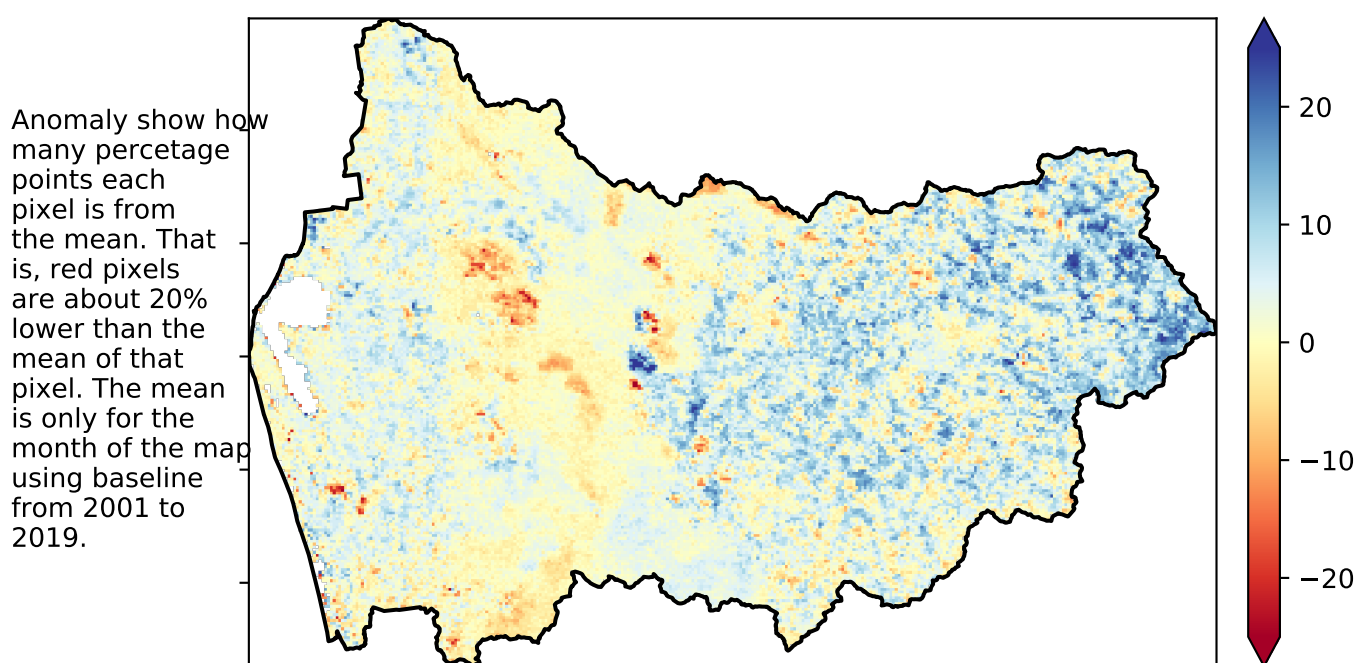 Anomaly show how
many percetage
points each
pixel is from
the mean. That
is, red pixels
are about 20%
lower than the
mean of that
pixel. The mean
is only for the
month of the map
using baseline
from 2001 to
2019.
20
10
0
−10
−20